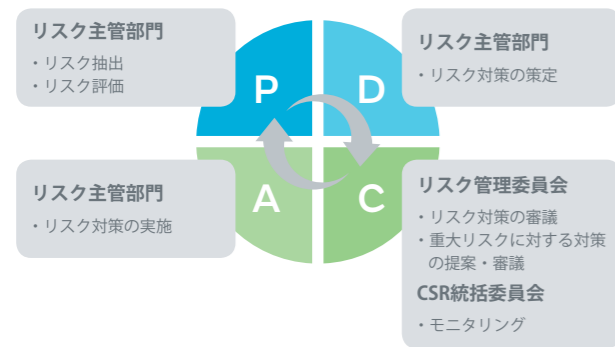 リスク主管部門
・リスク抽出
・リスク評価
P
D
リスク主管部門
・リスク対策の策定
リスク主管部門
・リスク対策の実施
A
C
リスク管理委員会
・リスク対策の審議
・重大リスクに対する対策
の提案・審議
CSR統括委員会
・モニタリング